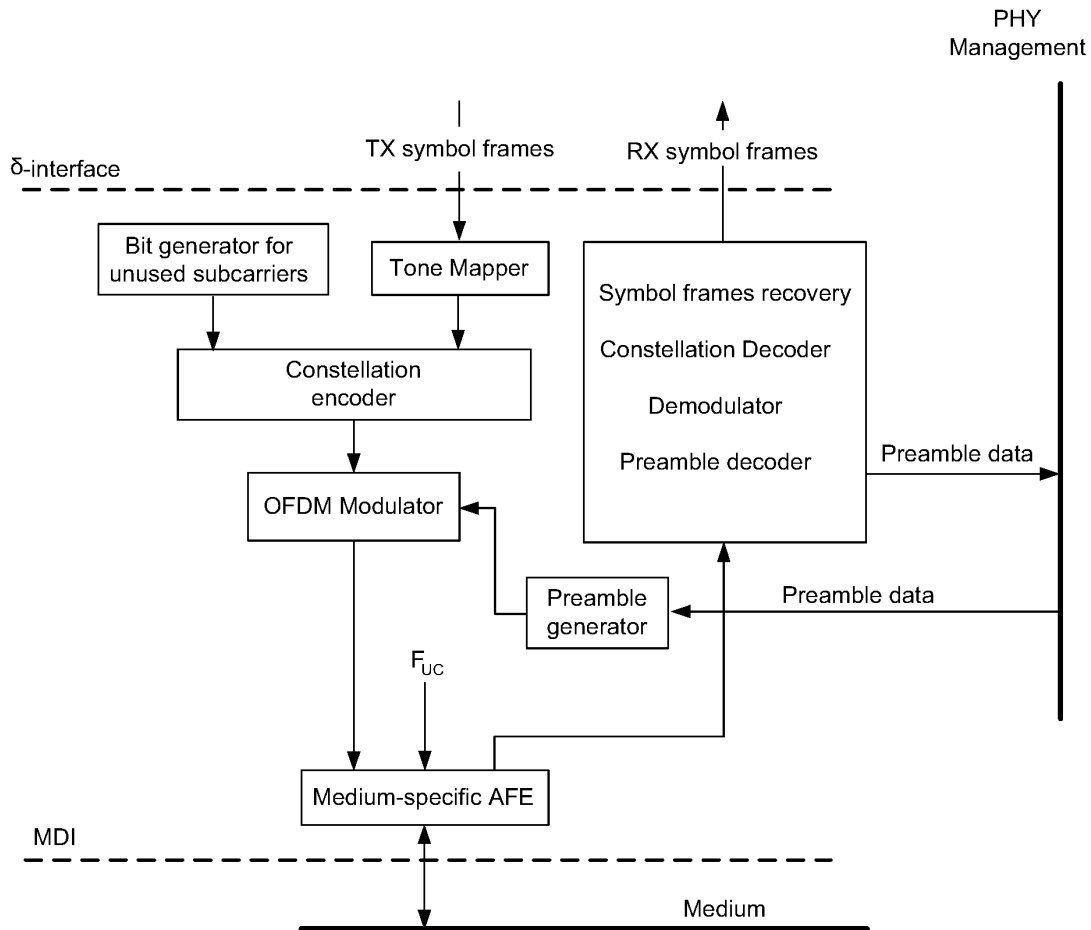 PHY
Management
TX symbol frames
RX symbol frames
δ-interface
Bit generator for
unused subcarriers
Tone Mapper
Symbol frames recovery
Constellation Decoder
Demodulator
Preamble decoder
Constellation
encoder
Preamble data
OFDM Modulator
Preamble
generator
Preamble data
FUC
Medium-specific AFE
MDI
Medium